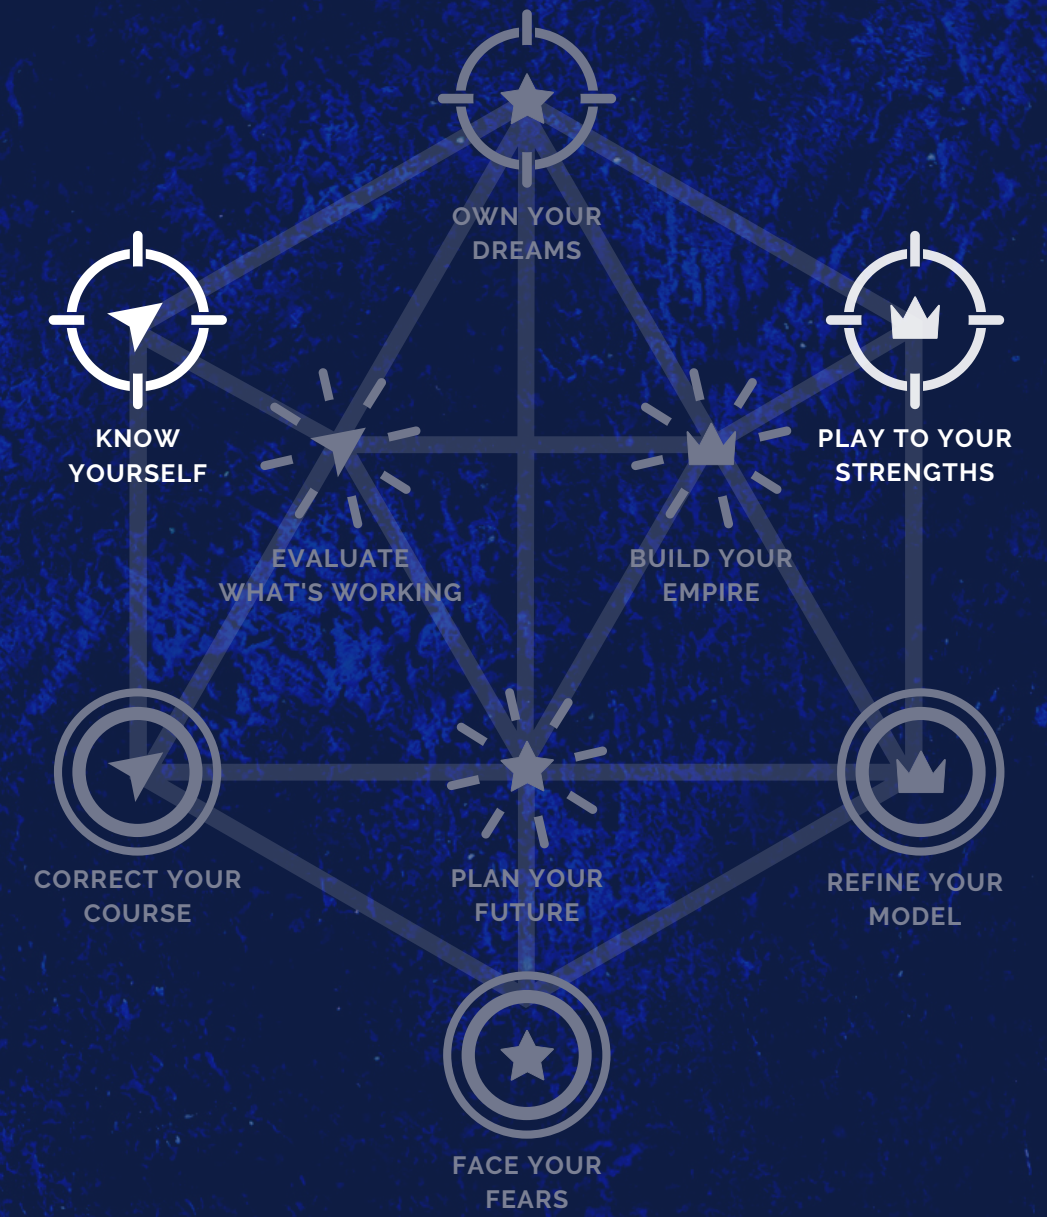 OWN YOUR
DREAMS
KNOW
YOURSELF
PLAY TO YOUR
STRENGTHS
EVALUATE
WHAT'S WORKING
BUILD YOUR
EMPIRE
CORRECT YOUR
COURSE
PLAN YOUR
FUTURE
REFINE YOUR
MODEL
FACE YOUR
FEARS